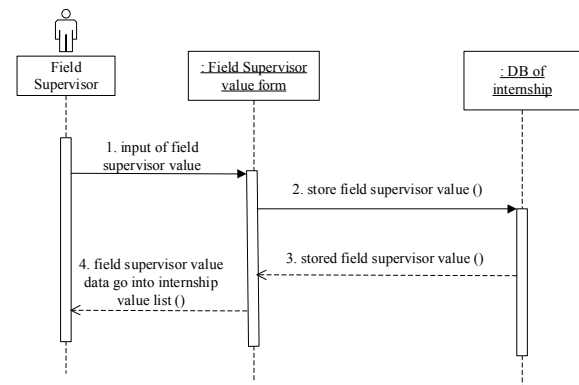 Field
Supervisor
: Field Supervisor
value form
: DB of
internship
1. input of field
supervisor value
2. store field supervisor value ()
3. stored field supervisor value ()
4. field supervisor value
data go into internship
value list ()